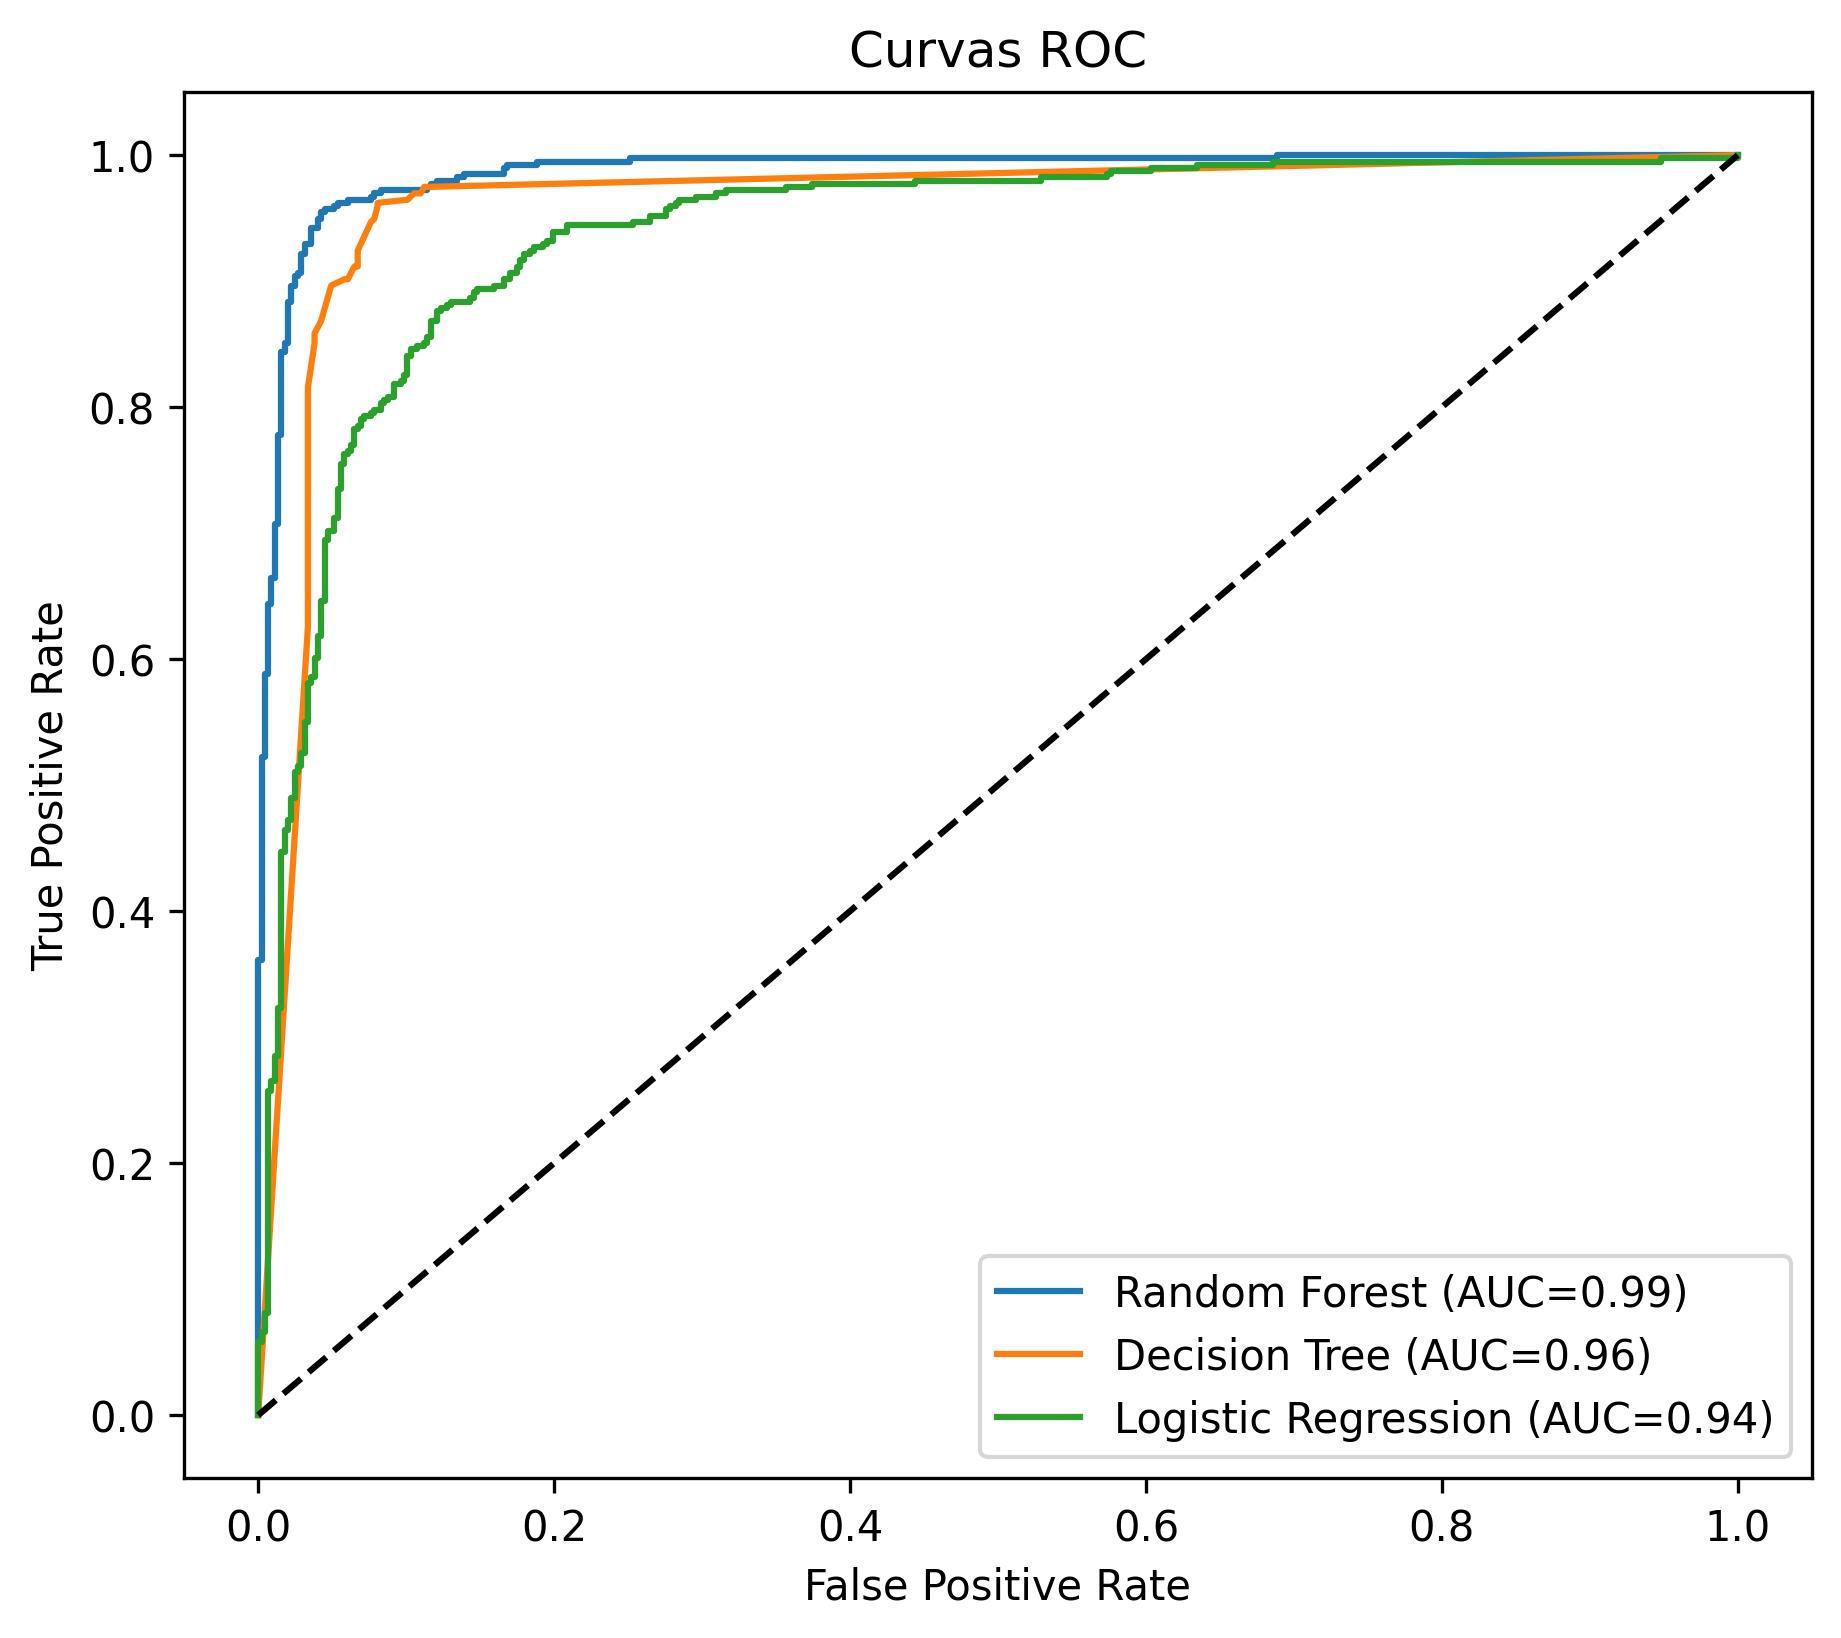 Curvas ROC
True Positive Rate
1.0
0.8
0.6
0.4
0.2
0.0
Random Forest (AUC=0.99)
Decision Tree (AUC=0.96)
Logistic Regression (AUC=0.94)
0.0 0.2 0.4 0.6 0.8 1.0
False Positive Rate